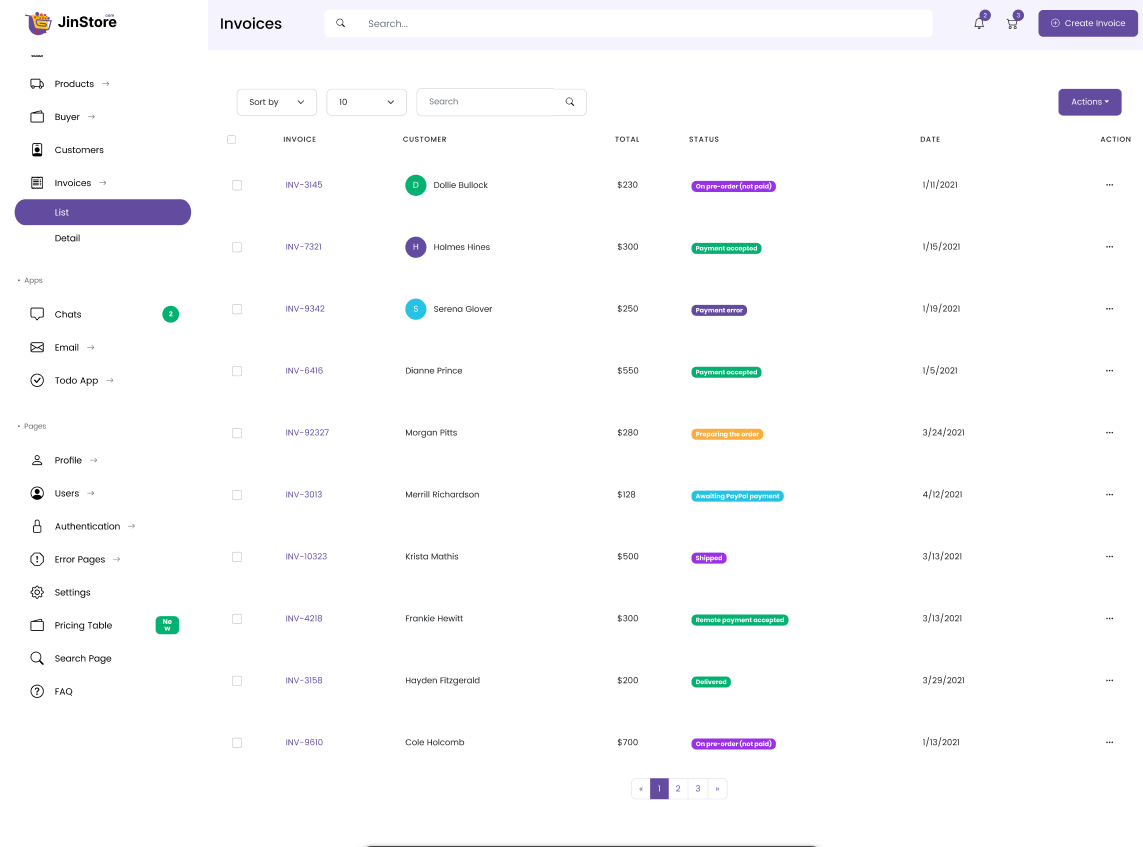 JinStore
.com
Invoices
Search...
2
3
Create Invoice
Products
Buyer
Customers
Invoices
List
Detail
• Apps
Chats
2
Email
Todo App
• Pages
Profile
Users
Authentication
Error Pages
Settings
Pricing Table
No
w
Search Page
FAQ
Sort by
10
Search
Actions
INVOICE CUSTOMER TOTAL STATUS DATE ACTION
INV-3145 D Dollie Bullock $230 On pre-order (not paid) 1/11/2021 ...
INV-7321 H Holmes Hines $300 Payment accepted 1/15/2021 ...
INV-9342 S Serena Glover $250 Payment error 1/19/2021 ...
INV-6416 Dianne Prince $550 Payment accepted 1/5/2021 ...
INV-92327 Morgan Pitts $280 Preparing the order 3/24/2021 ...
INV-3013 Merrill Richardson $128 Awaiting PayPal payment 4/12/2021 ...
INV-10323 Krista Mathis $500 Shipped 3/13/2021 ...
INV-4218 Frankie Hewitt $300 Remote payment accepted 3/13/2021 ...
INV-3158 Hayden Fitzgerald $200 Delivered 3/29/2021 ...
INV-9610 Cole Holcomb $700 On pre-order (not paid) 1/13/2021 ...
« 1 2 3 »